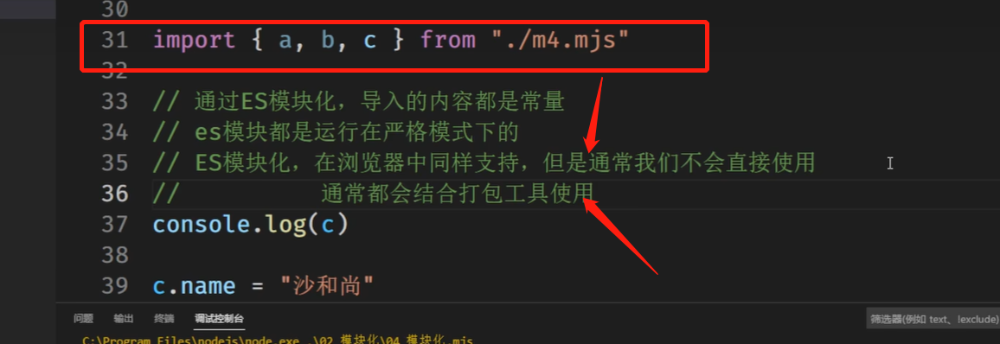 30
31 import { a, b, c } from "./m4.mjs"
32
33 // 通过ES模块化，导入的内容都是常量
34 // es模块都是运行在严格模式下的
35 // ES模块化，在浏览器中同样支持，但是通常我们不会直接使用
36 // 通常都会结合打包工具使用
37 console.log(c)
38
39 c.name = "沙和尚"
问题 输出 终端 调试控制台 筛选器(例如 text、!exclude)
C:\Program Files\nodejs\node.exe .\02_模块化\04_模块化.mjs